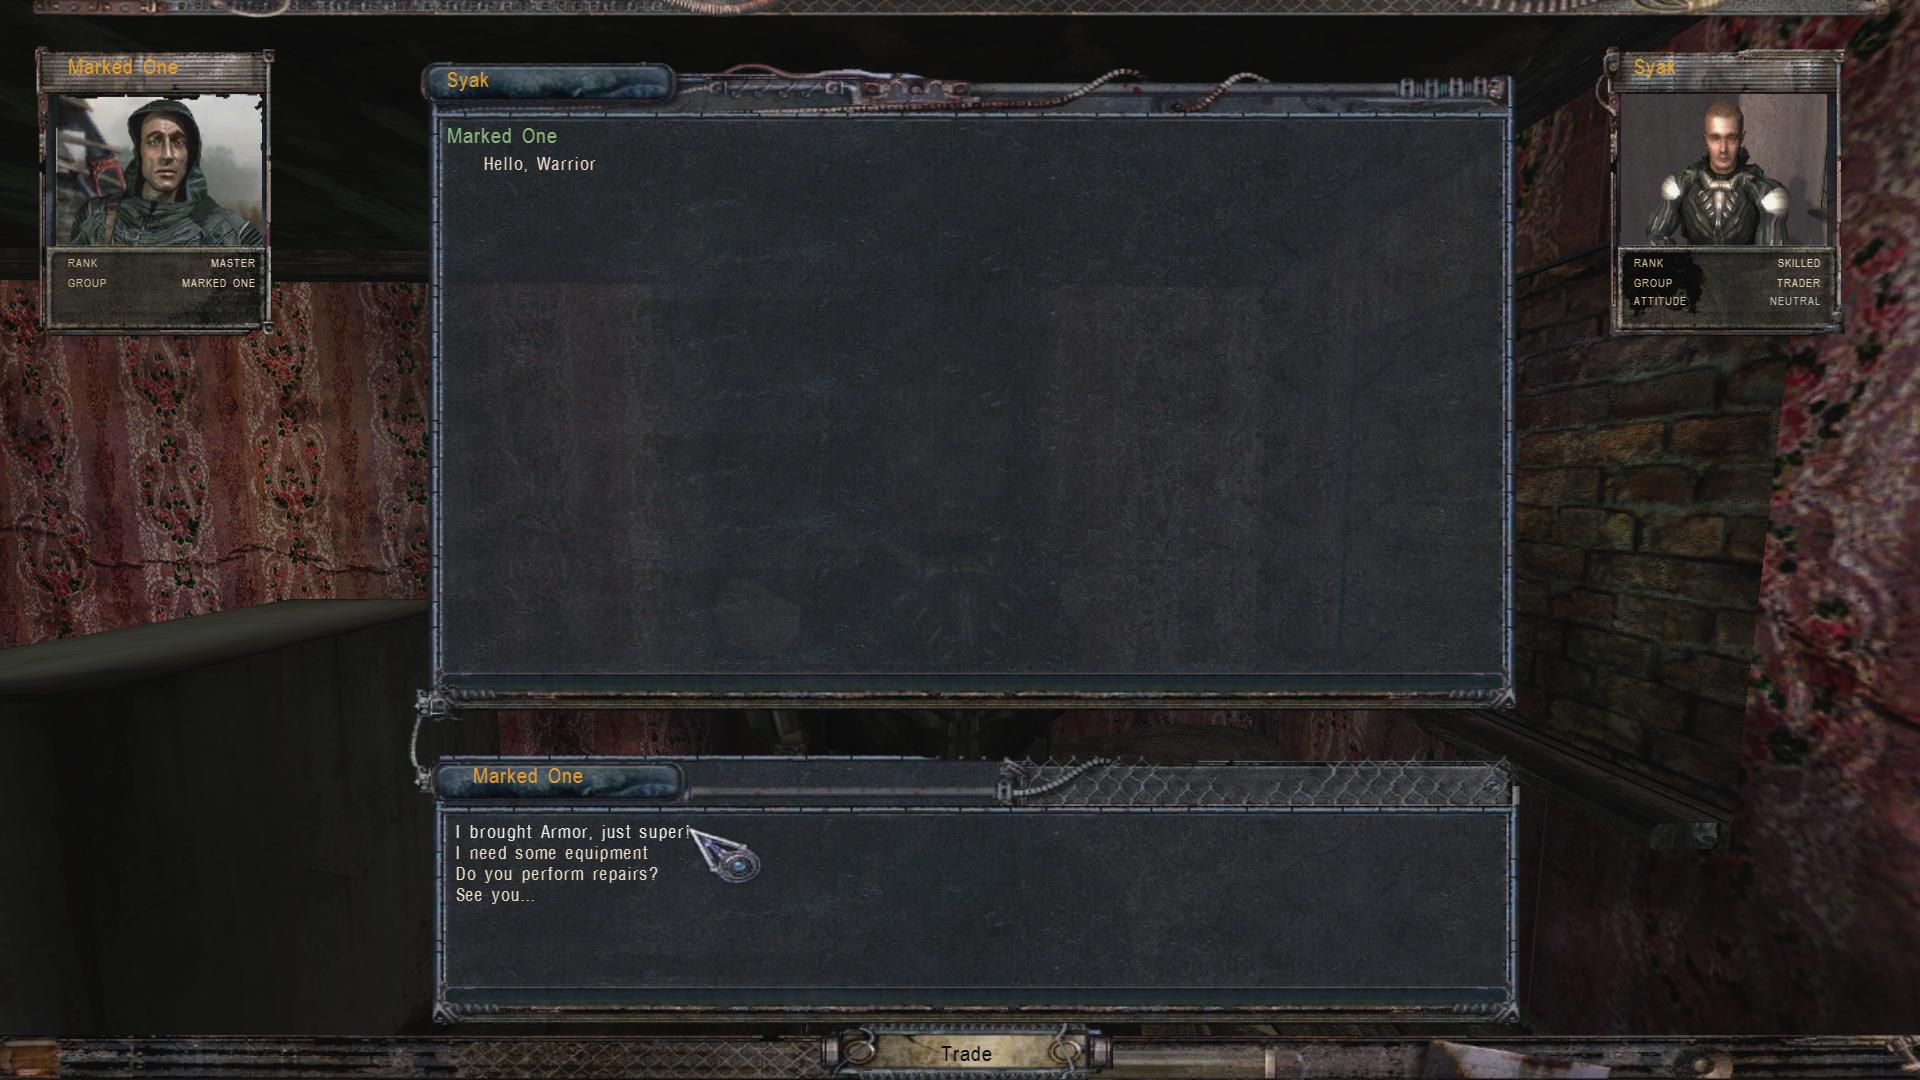 Marked One
Syak
Syak
Marked One
Hello, Warrior
RANK MASTER
GROUP MARKED ONE
RANK SKILLED
GROUP TRADER
ATTITUDE NEUTRAL
Marked One
I brought Armor, just super!
I need some equipment
Do you perform repairs?
See you...
Trade